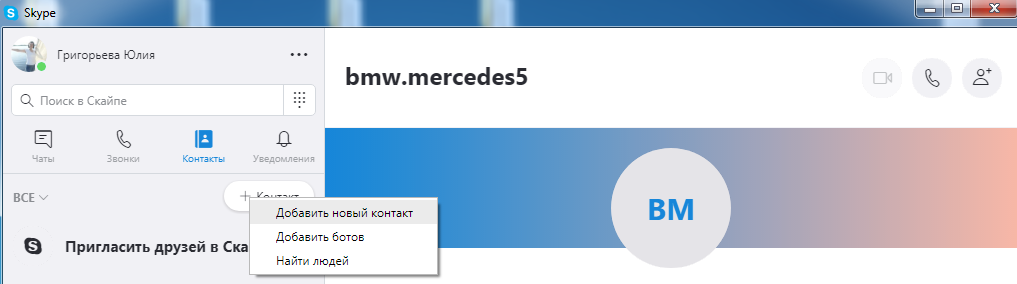 Skype
Григорьева Юлия
Поиск в Скайпе
Чаты
Звонки
Контакты
Уведомления
ВСЕ
Контакт
Добавить новый контакт
Добавить ботов
Найти людей
Пригласить друзей в Ска
bmw.mercedes5
BM